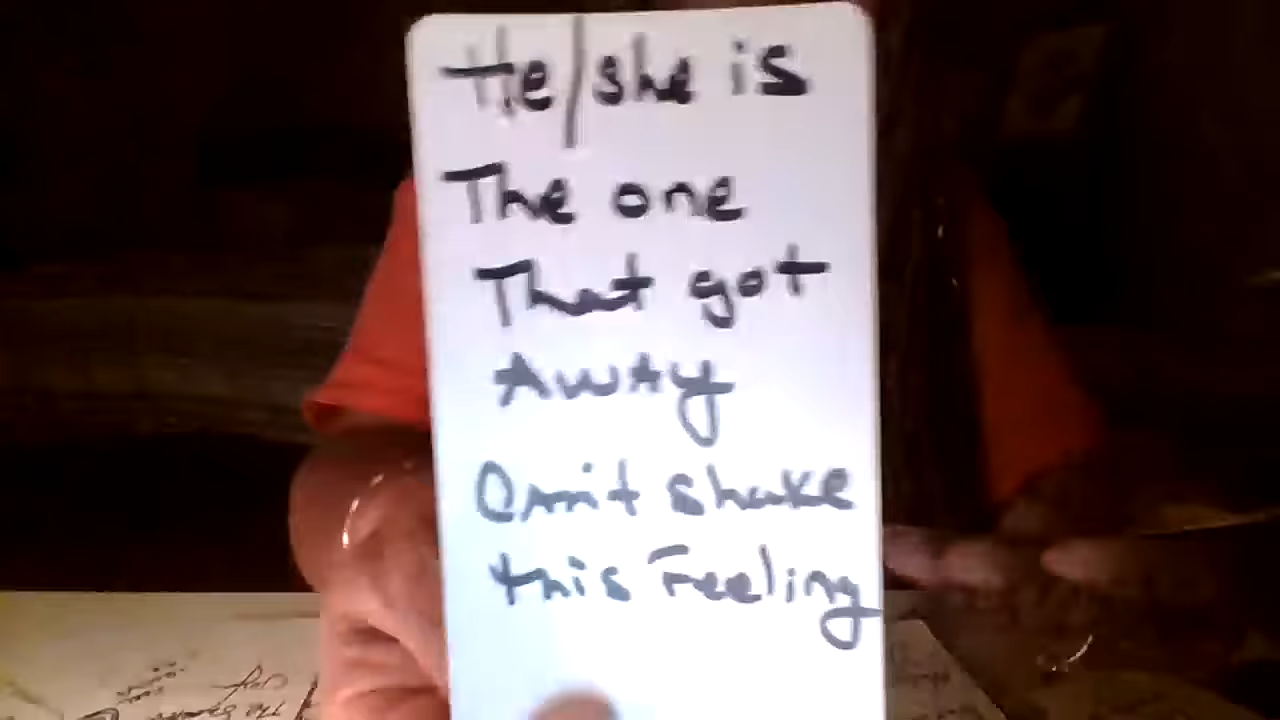 He/she is
The one
That got
AWAy
Can't shake
this Feeling